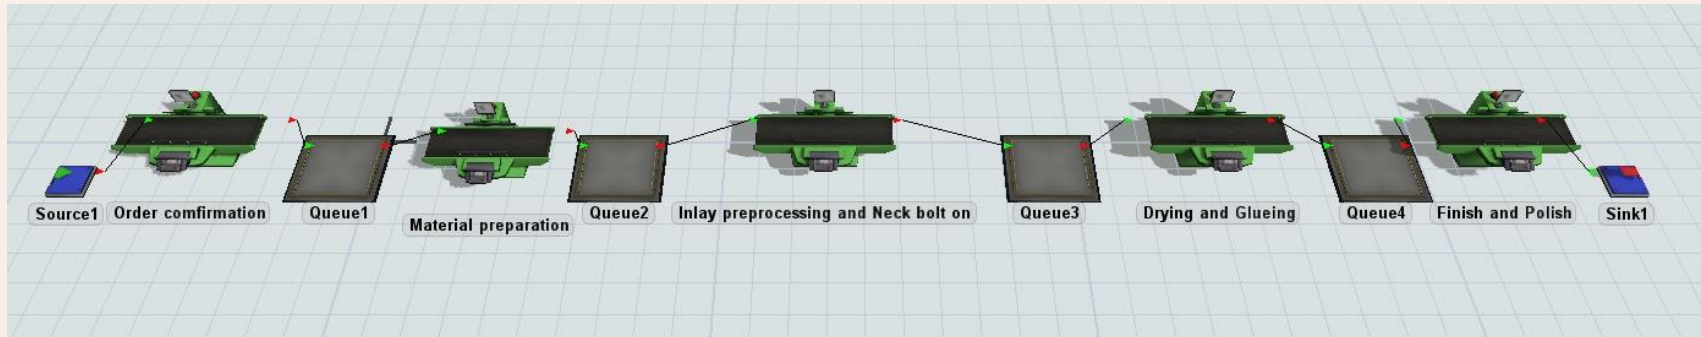 Source1
Order comfirmation
Queue1
Material preparation
Queue2
Inlay preprocessing and Neck bolt on
Queue3
Drying and Glueing
Queue4
Finish and Polish
Sink1